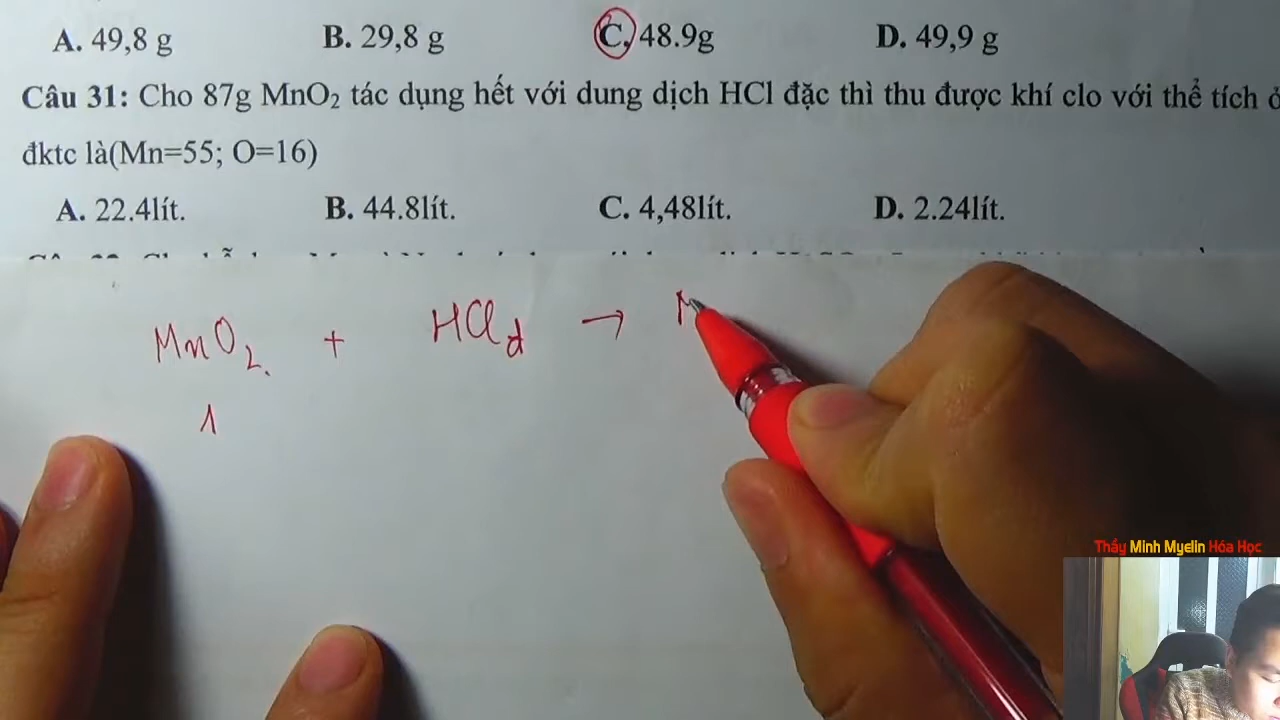 A. 49,8 g B. 29,8 g C. 48.9g D. 49,9 g
Câu 31: Cho 87g MnO₂ tác dụng hết với dung dịch HCl đặc thì thu được khí clo với thể tích ở
đktc là(Mn=55; O=16)
A. 22.4lít. B. 44.8lít. C. 4,48lít. D. 2.24lít.
MnO₂ + HCl đ → M
1
Thầy Minh Myelin Hóa Học